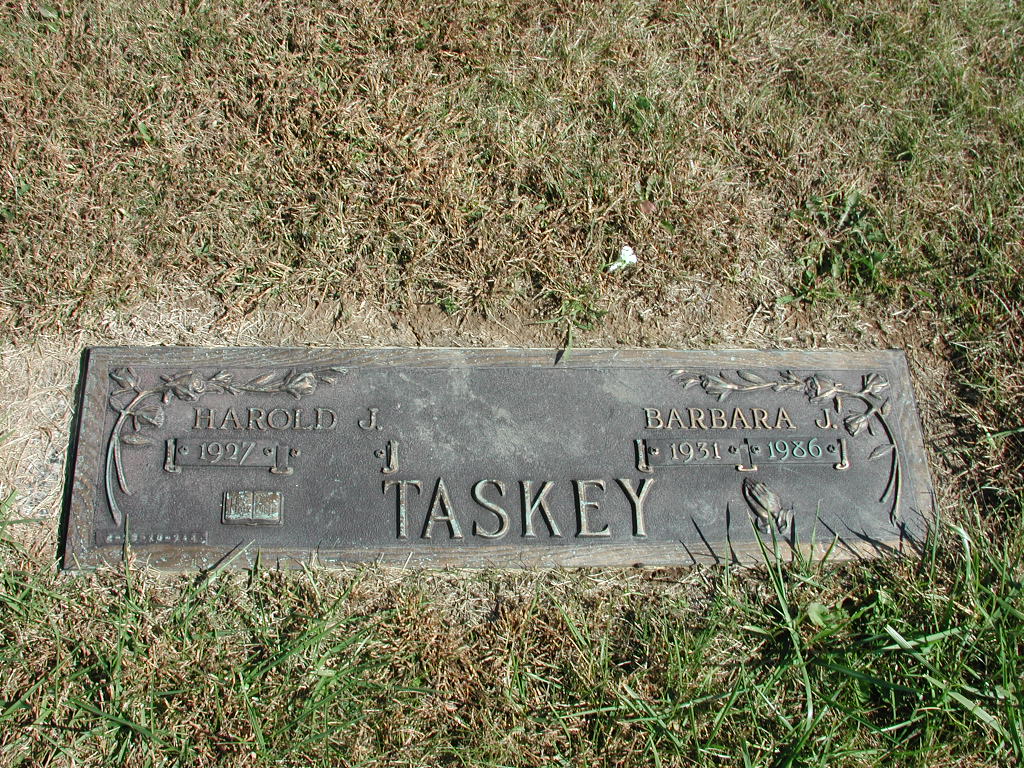 HAROLD J. BARBARA J.
1927 1931 1986
TASKEY